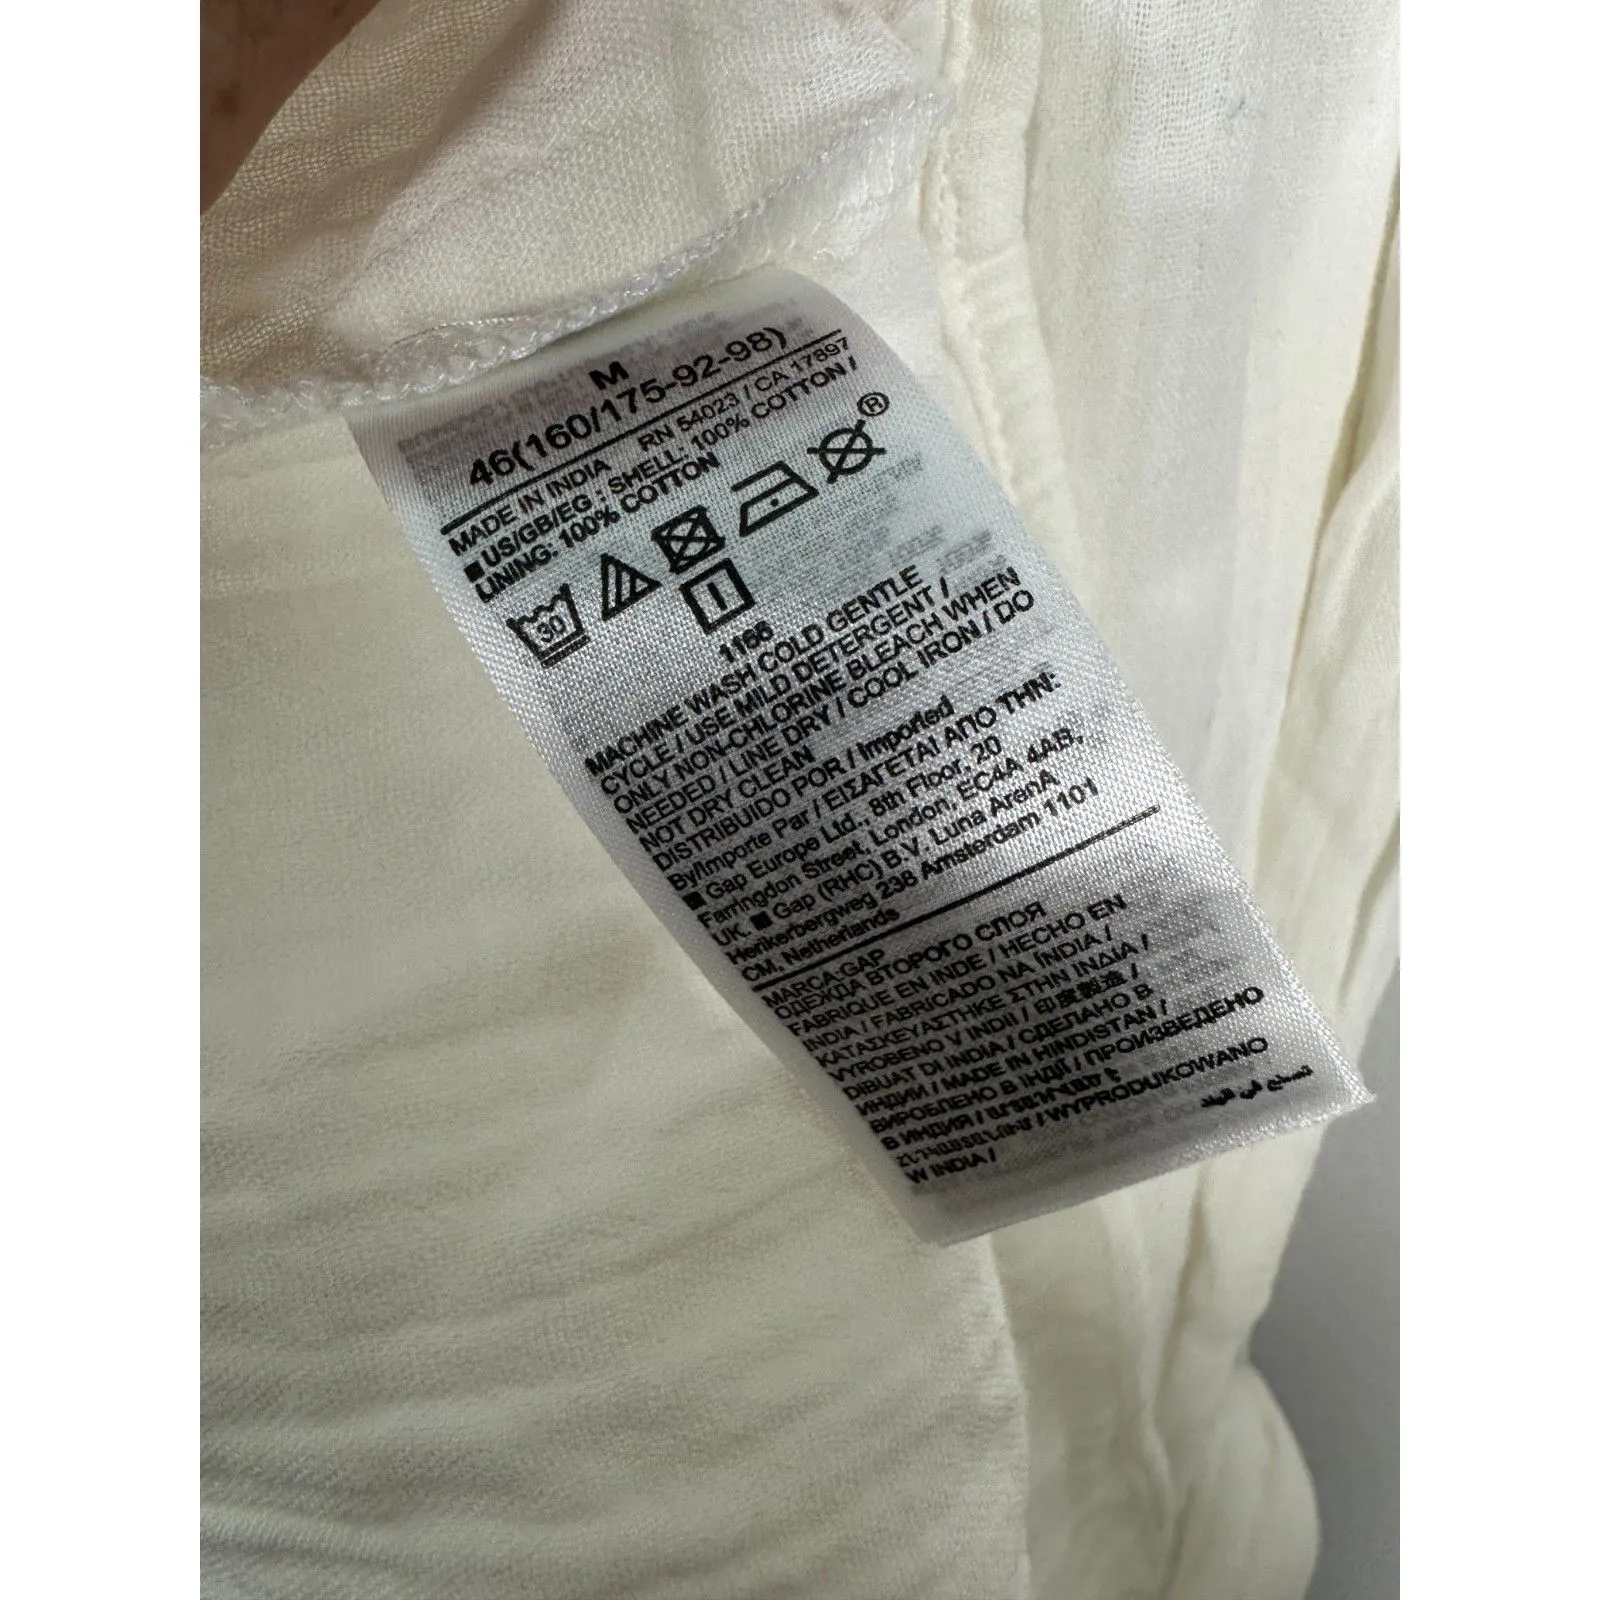 M
46(160/175-92-98)
MADE IN INDIA RN 54023 / CA 17897
■ US/GB/EG : SHELL: 100% COTTON /
LINING: 100% COTTON
30
®
1166
MACHINE WASH COLD GENTLE
CYCLE / USE MILD DETERGENT /
ONLY NON-CHLORINE BLEACH WHEN
NEEDED / LINE DRY / COOL IRON / DO
NOT DRY CLEAN
DISTRIBUIDO POR / Imported
By/Importe Par / ΕΙΣΑΓΕΤΑΙ ΑΠΟ ΤΗΝ:
■ Gap Europe Ltd., 8th Floor, 20
Farringdon Street, London, EC4A 4AB,
UK. ■ Gap (RHC) B.V. Luna ArenA
Herikerbergweg 238 Amsterdam 1101
CM, Netherlands
MARCA:GAP
ОДЕЖДА ВТОРОГО СЛОЯ
FABRIQUE EN INDE / HECHO EN
INDIA / FABRICADO NA ÍNDIA /
ΚΑΤΑΣΚΕΥΑΣΤΗΚΕ ΣΤΗΝ ΙΝΔΙΑ /
VYROBENO V INDII / 印度製造 /
DIBUAT DI INDIA / СДЕЛАНО В
ИНДИИ / MADE IN HINDISTAN /
ВИРОБЛЕНО В ІНДІЇ / ПРОИЗВЕДЕНО
В ИНДИЯ /
/ WYPRODUKOWANO
W INDIA /